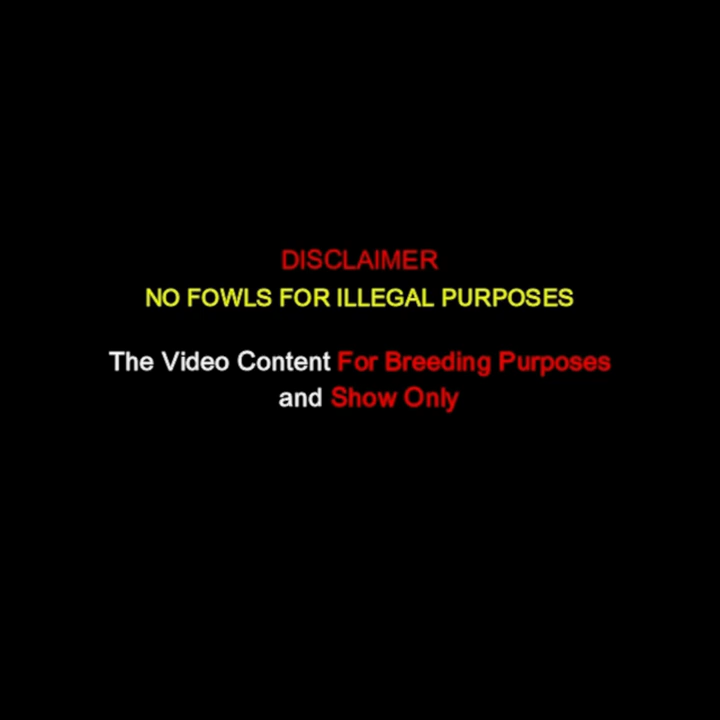 DISCLAIMER
NO FOWLS FOR ILLEGAL PURPOSES
The Video Content For Breeding Purposes
and Show Only